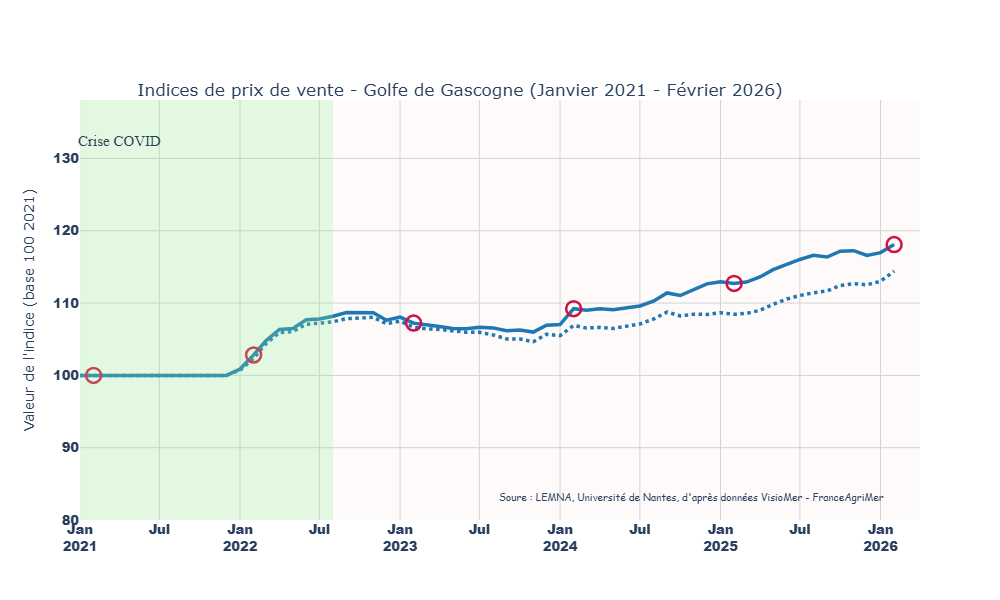 Indices de prix de vente - Golfe de Gascogne (Janvier 2021 - Février 2026)
Crise COVID
Valeur de l'indice (base 100 2021)
130
120
110
100
90
80
Soure : LEMNA, Université de Nantes, d'après données VisioMer - FranceAgriMer
Jan Jul Jan Jul Jan Jul Jan Jul Jan Jul Jan
2021 2022 2023 2024 2025 2026